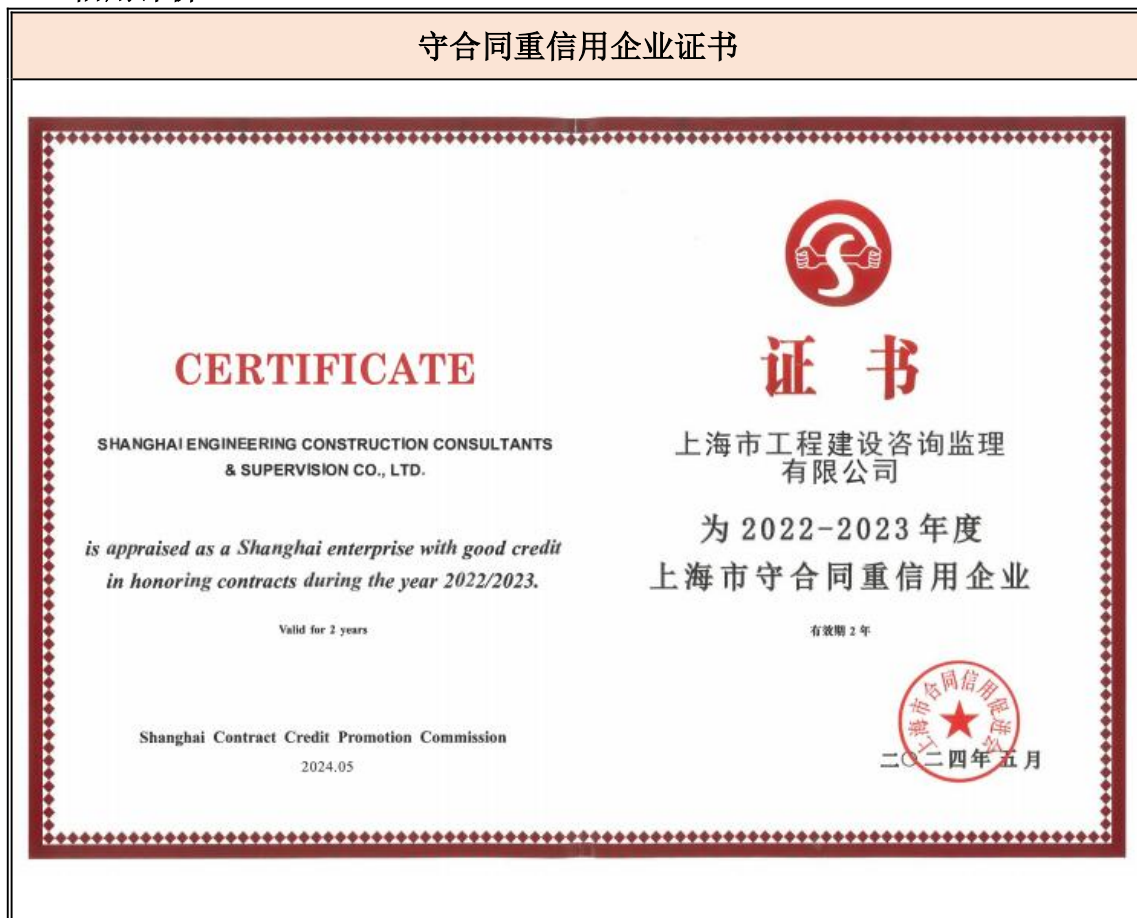 守合同重信用企业证书
CERTIFICATE
SHANGHAI ENGINEERING CONSTRUCTION CONSULTANTS
& SUPERVISION CO., LTD.
is appraised as a Shanghai enterprise with good credit
in honoring contracts during the year 2022/2023.
Valid for 2 years
Shanghai Contract Credit Promotion Commission
2024.05
证书
上海市工程建设咨询监理
有限公司
为 2022-2023 年度
上海市守合同重信用企业
有效期 2 年
上海市合同信用促进会
二〇二四年五月